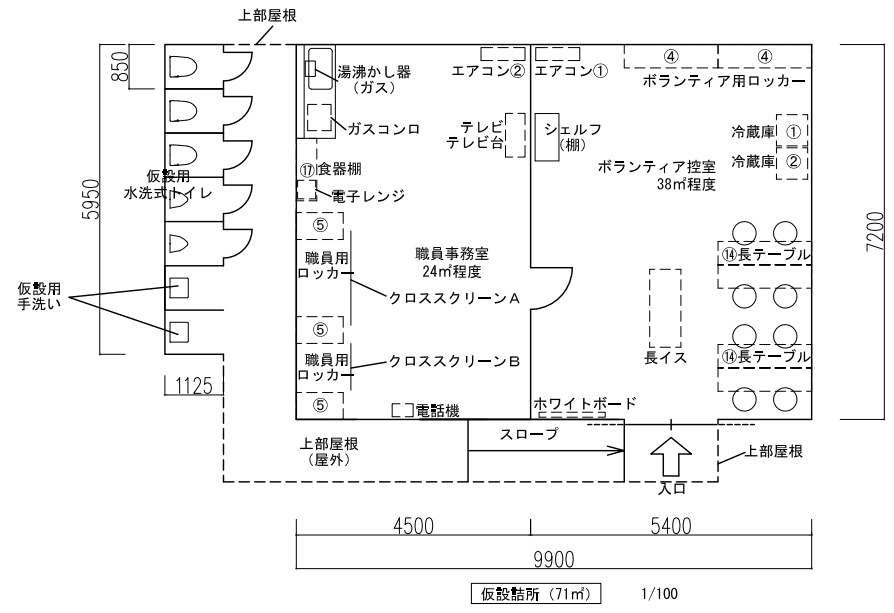 上部屋根
850
5950
仮設用
水洗式トイレ
仮設用
手洗い
1125
湯沸かし器
(ガス)
ガスコンロ
⑰食器棚
電子レンジ
⑤
職員用
ロッカー
⑤
職員用
ロッカー
⑤
クロススクリーンA
クロススクリーンB
職員事務室
24㎡程度
電話機
エアコン②
エアコン①
テレビ
テレビ台
シェルフ
(棚)
④
④
ボランティア用ロッカー
冷蔵庫①
冷蔵庫②
ボランティア控室
38㎡程度
⑭長テーブル
⑭長テーブル
長イス
ホワイトボード
7200
上部屋根
(屋外)
スロープ
入口
上部屋根
4500
5400
9900
仮設詰所 (71㎡)
1/100